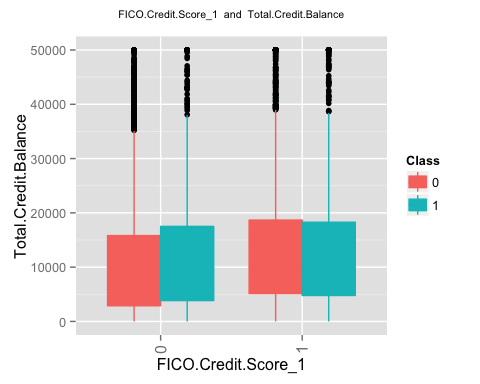 FICO.Credit.Score_1 and Total.Credit.Balance
50000
40000
30000
20000
10000
0
Total.Credit.Balance
0
1
FICO.Credit.Score_1
Class
0
1